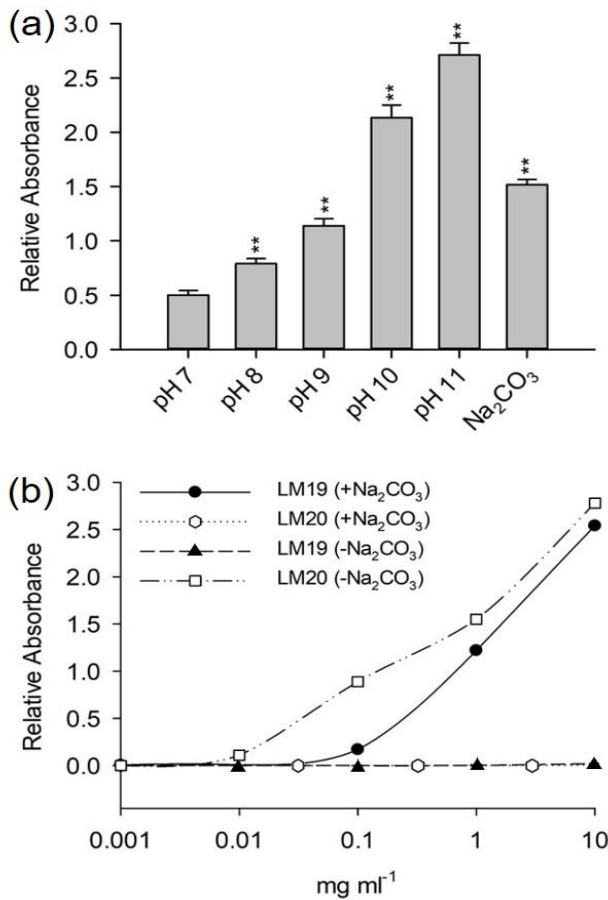 (a)
Relative Absorbance
3.0
2.5
2.0
1.5
1.0
0.5
0.0
**
**
**
**
**
pH 7
pH 8
pH 9
pH 10
pH 11
Na₂CO₃
(b)
Relative Absorbance
3.0
2.5
2.0
1.5
1.0
0.5
0.0
LM19 (+Na₂CO₃)
LM20 (+Na₂CO₃)
LM19 (-Na₂CO₃)
LM20 (-Na₂CO₃)
0.001
0.01
0.1
1
10
mg ml⁻¹